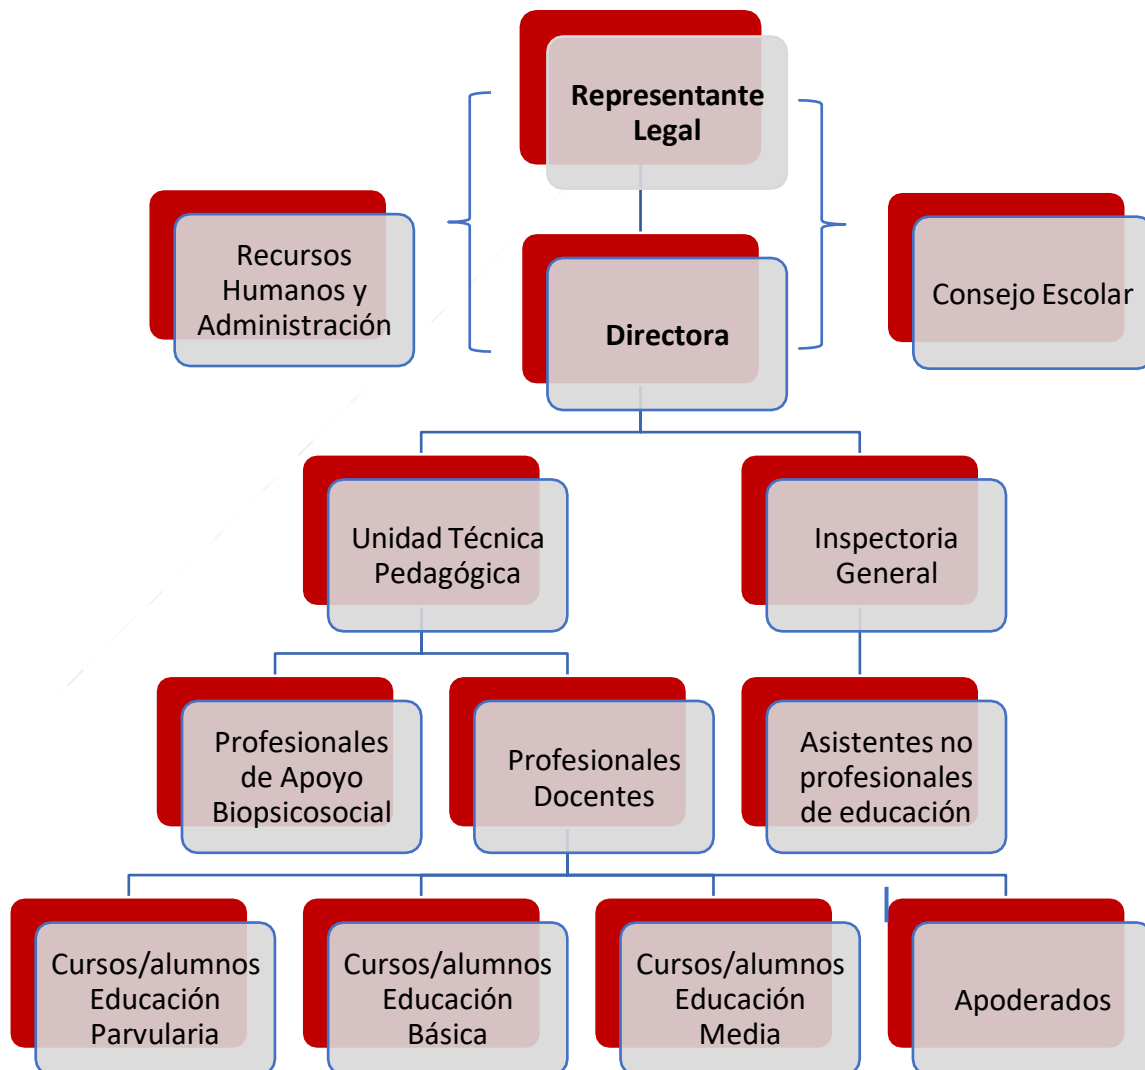 Representante
Legal
Recursos
Humanos y
Administración
Consejo Escolar
Directora
Unidad Técnica
Pedagógica
Inspectoria
General
Profesionales
de Apoyo
Biopsicosocial
Profesionales
Docentes
Asistentes no
profesionales
de educación
Cursos/alumnos
Educación
Parvularia
Cursos/alumnos
Educación
Básica
Cursos/alumnos
Educación
Media
Apoderados